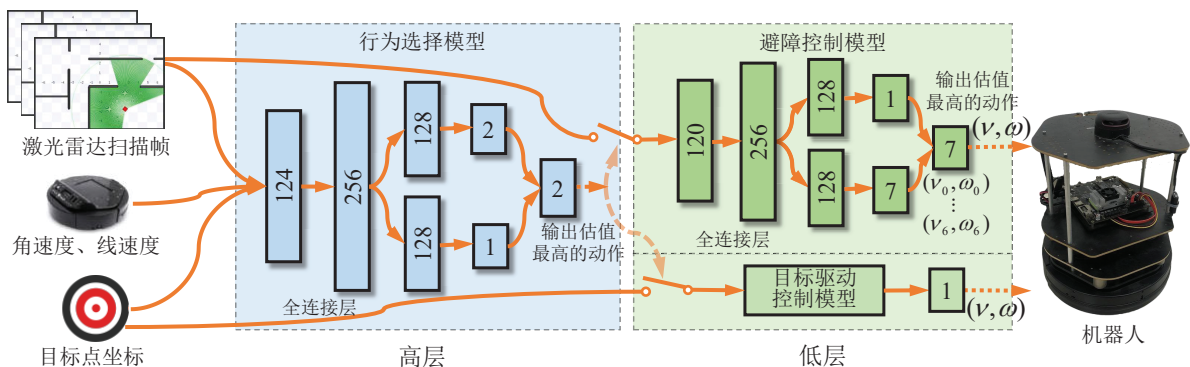 激光雷达扫描帧
角速度、线速度
目标点坐标
行为选择模型
124
256
128
128
2
1
2
输出估值
最高的动作
全连接层
高层
避障控制模型
120
256
128
128
1
7
7
输出估值
最高的动作
(ν,ω)
(ν₀,ω₀)
⋮
(ν₆,ω₆)
全连接层
目标驱动
控制模型
1
(ν,ω)
低层
机器人